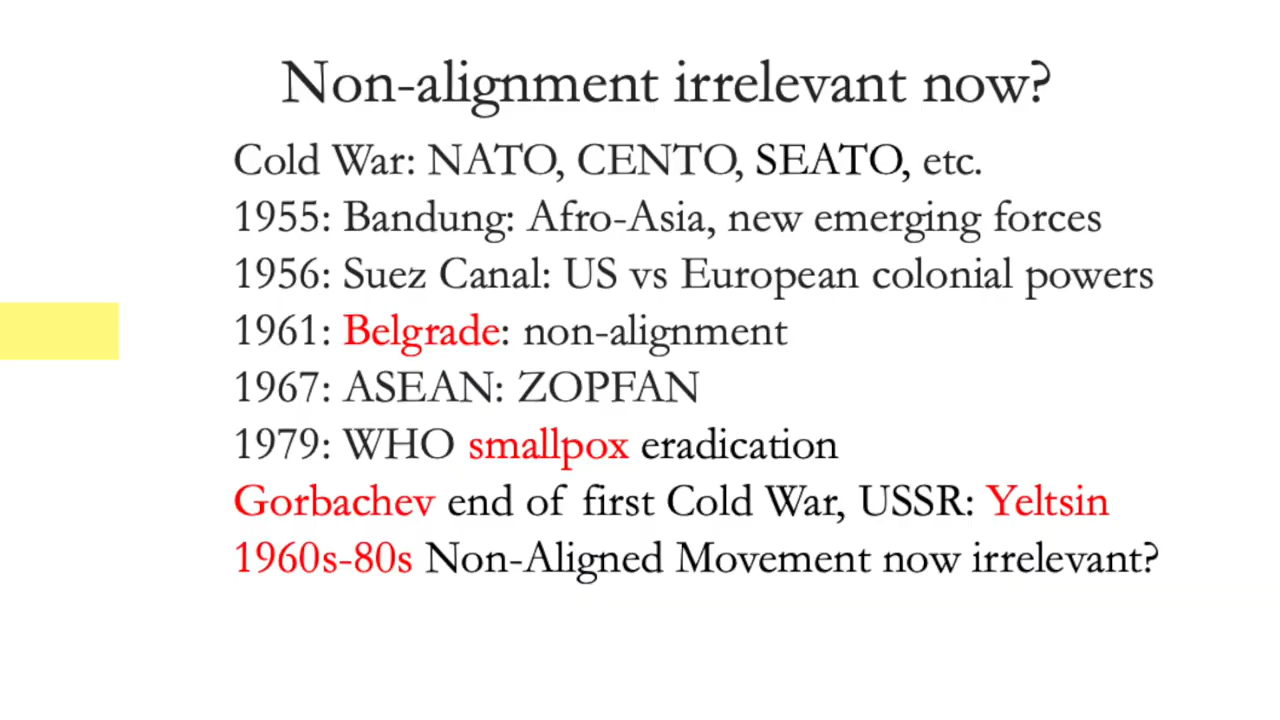 Non-alignment irrelevant now?
Cold War: NATO, CENTO, SEATO, etc.
1955: Bandung: Afro-Asia, new emerging forces
1956: Suez Canal: US vs European colonial powers
1961: Belgrade: non-alignment
1967: ASEAN: ZOPFAN
1979: WHO smallpox eradication
Gorbachev end of first Cold War, USSR: Yeltsin
1960s-80s Non-Aligned Movement now irrelevant?